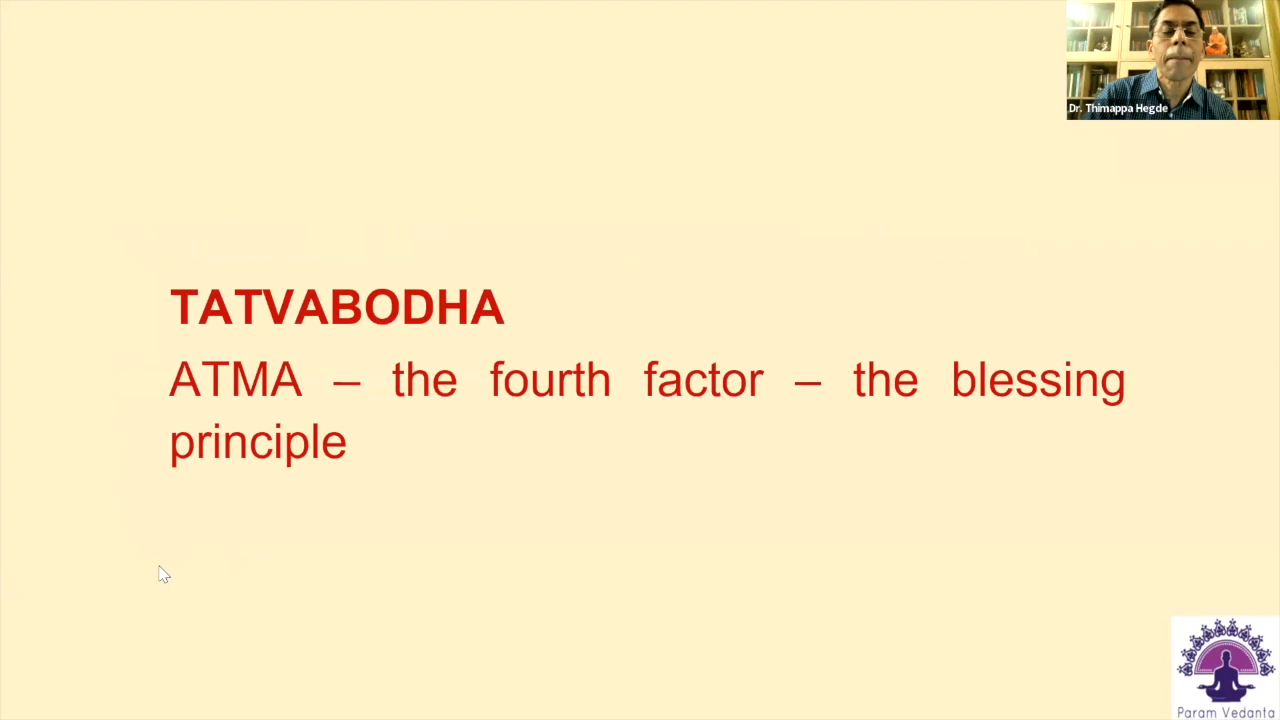 Dr. Thimappa Hegde
TATVABODHA
ATMA – the fourth factor – the blessing
principle
Param Vedanta